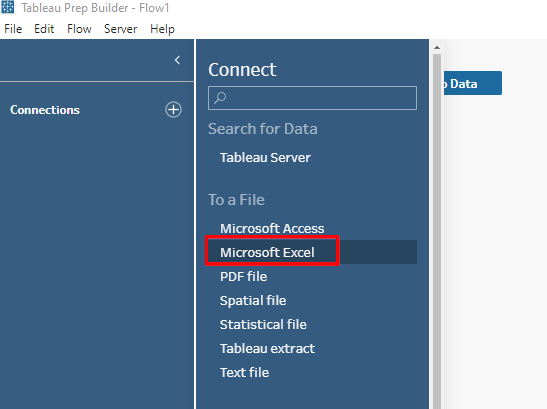 Tableau Prep Builder - Flow1
File Edit Flow Server Help
Connect
Connections
Search for Data
Tableau Server
To a File
Microsoft Access
Microsoft Excel
PDF file
Spatial file
Statistical file
Tableau extract
Text file
Data